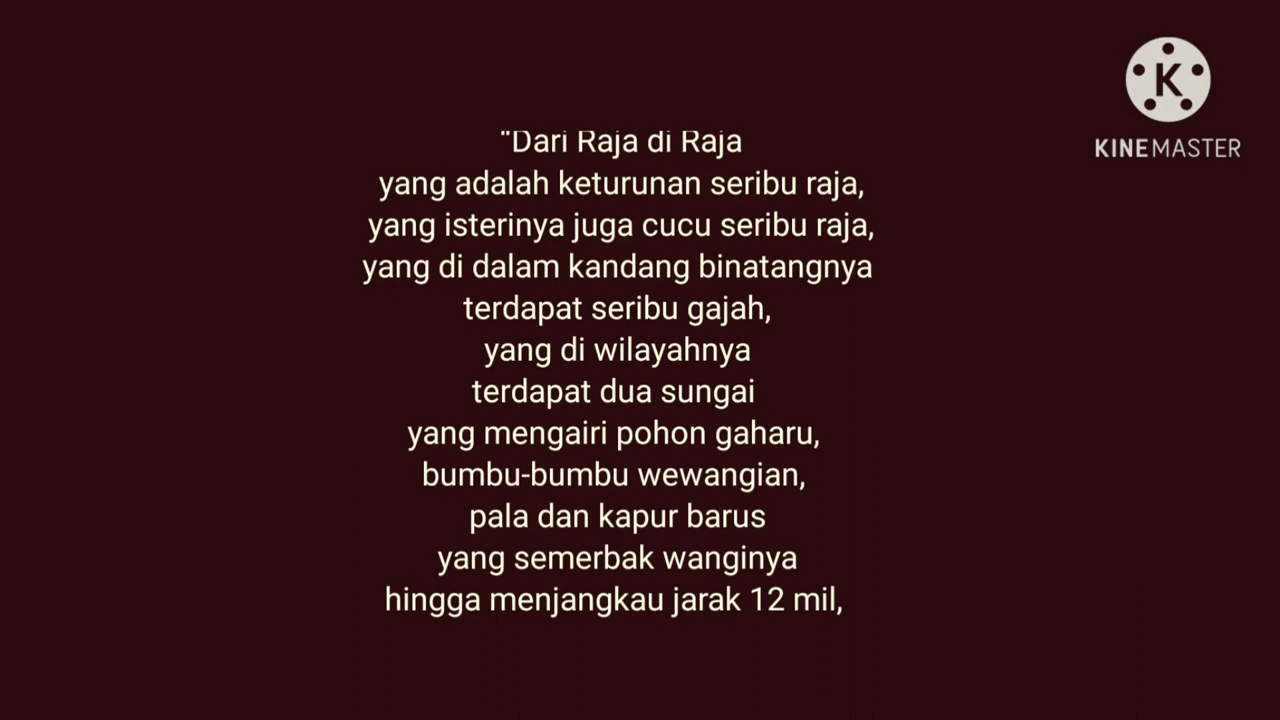 "Dari Raja di Raja
yang adalah keturunan seribu raja,
yang isterinya juga cucu seribu raja,
yang di dalam kandang binatangnya
terdapat seribu gajah,
yang di wilayahnya
terdapat dua sungai
yang mengairi pohon gaharu,
bumbu-bumbu wewangian,
pala dan kapur barus
yang semerbak wanginya
hingga menjangkau jarak 12 mil,
K
KINEMASTER